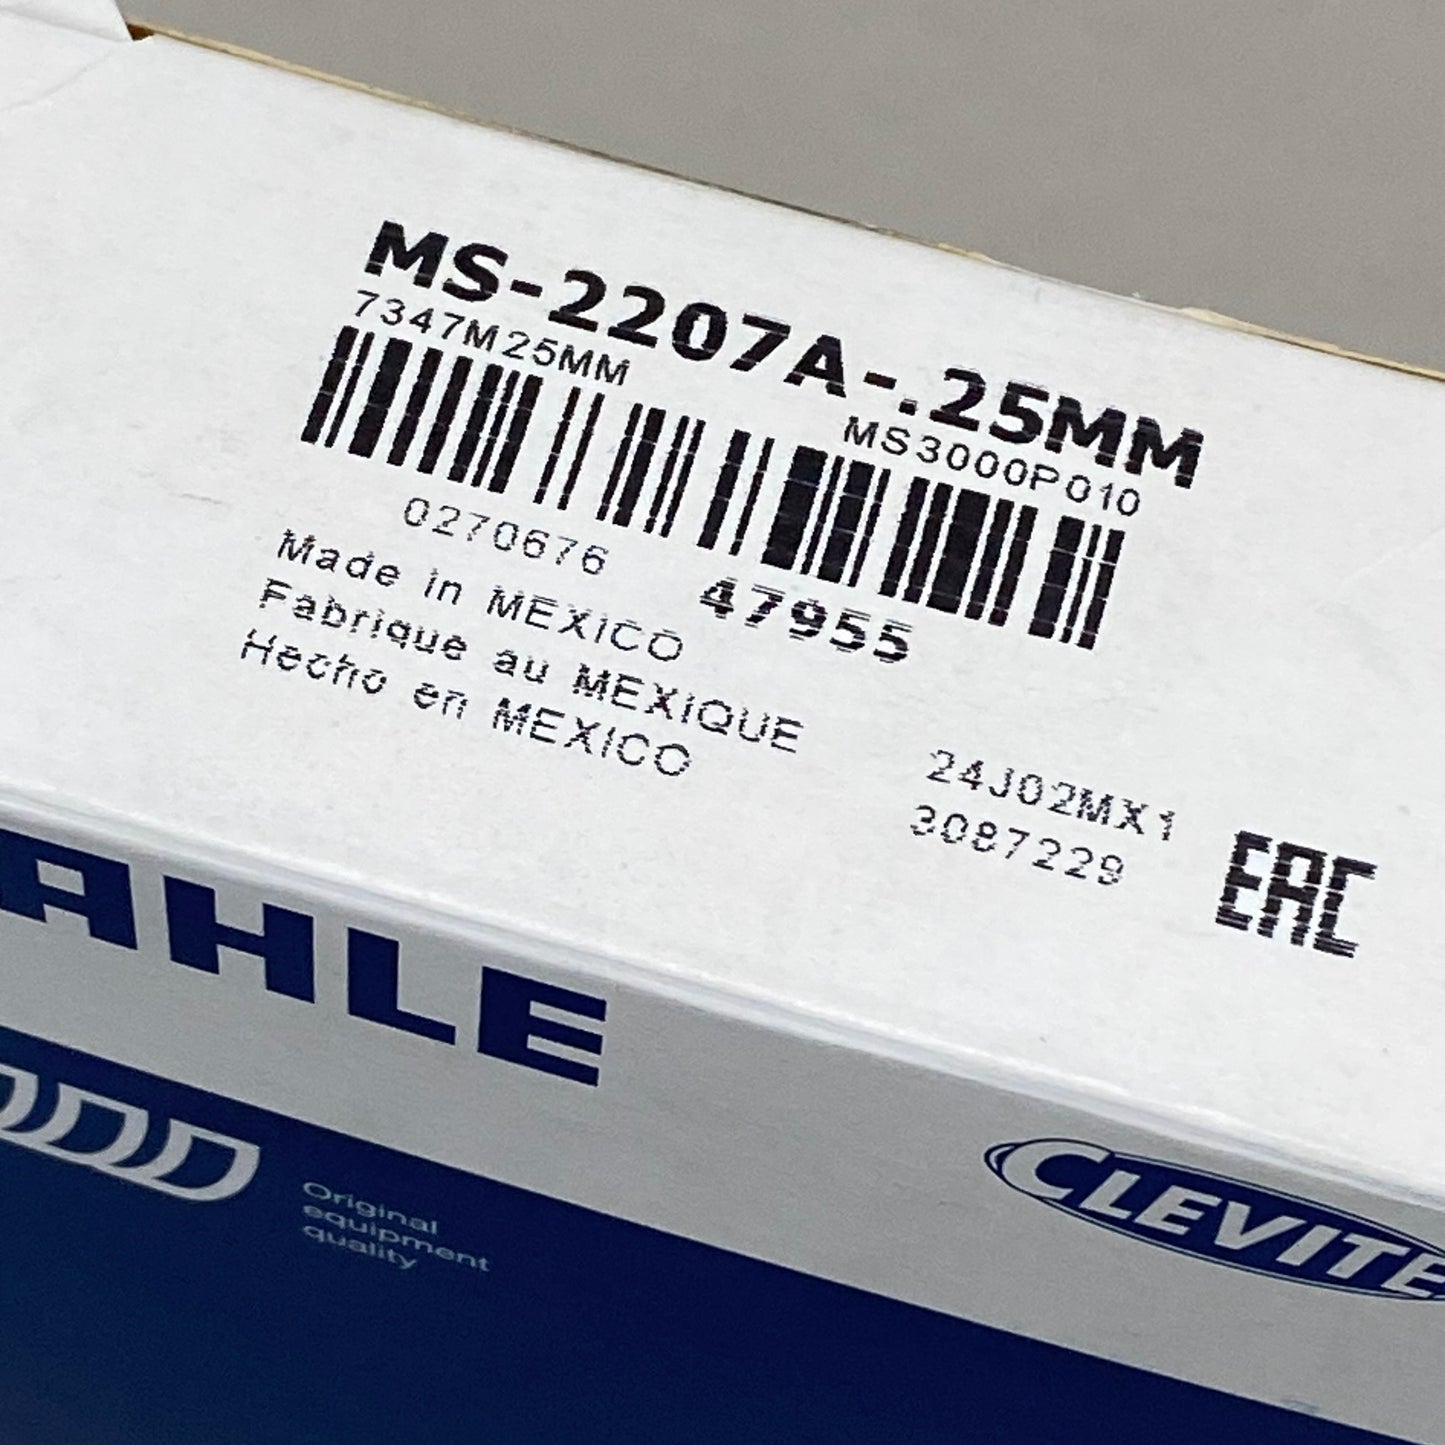 MS-2207A-.25MM
7347M25MM
MS3000P010
0270676
47955
Made in MEXICO
Fabriqué au MEXIQUE
Hecho en MEXICO
24J02MX1
3087229
EAC
AHLE
Original
equipment
quality
CLEVITE